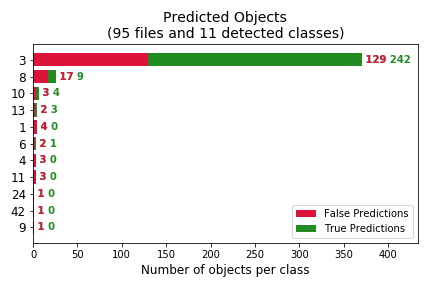 Predicted Objects
(95 files and 11 detected classes)
3 129 242
8 17 9
10 3 4
13 2 3
1 4 0
6 2 1
4 3 0
11 3 0
24 1 0
42 1 0
9 1 0
False Predictions
True Predictions
0 50 100 150 200 250 300 350 400
Number of objects per class